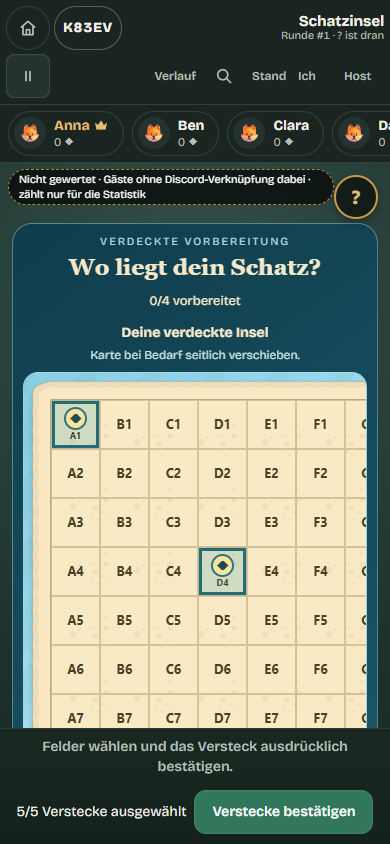 K83EV
Schatzinsel
Runde #1 · ? ist dran
Verlauf
Stand
Ich
Host
Anna
0
Ben
0
Clara
0
0
Nicht gewertet · Gäste ohne Discord-Verknüpfung dabei ·
zählt nur für die Statistik
?
VERDECKTE VORBEREITUNG
Wo liegt dein Schatz?
0/4 vorbereitet
Deine verdeckte Insel
Karte bei Bedarf seitlich verschieben.
A1 B1 C1 D1 E1 F1
A2 B2 C2 D2 E2 F2
A3 B3 C3 D3 E3 F3
A4 B4 C4 D4 E4 F4
A5 B5 C5 D5 E5 F5
A6 B6 C6 D6 E6 F6
A7 B7 C7 D7 E7 F7
Felder wählen und das Versteck ausdrücklich
bestätigen.
5/5 Verstecke ausgewählt
Verstecke bestätigen